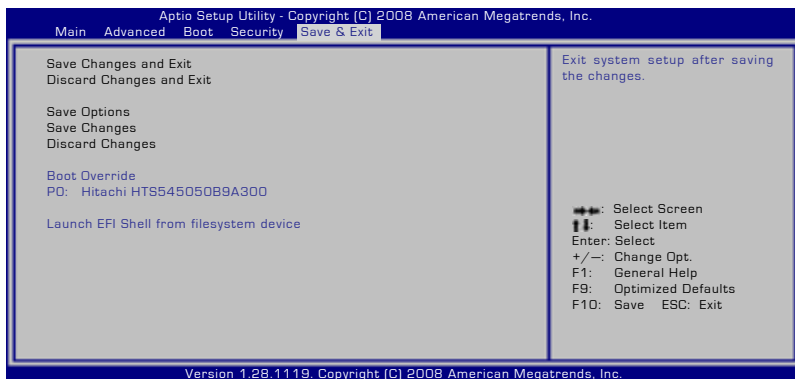 Aptio Setup Utility - Copyright (C) 2008 American Megatrends, Inc.
Main Advanced Boot Security Save & Exit
Save Changes and Exit
Discard Changes and Exit
Save Options
Save Changes
Discard Changes
Boot Override
P0: Hitachi HTS545050B9A300
Launch EFI Shell from filesystem device
Exit system setup after saving
the changes.
→←: Select Screen
↑↓: Select Item
Enter: Select
+/—: Change Opt.
F1: General Help
F9: Optimized Defaults
F10: Save ESC: Exit
Version 1.28.1119. Copyright (C) 2008 American Megatrends, Inc.